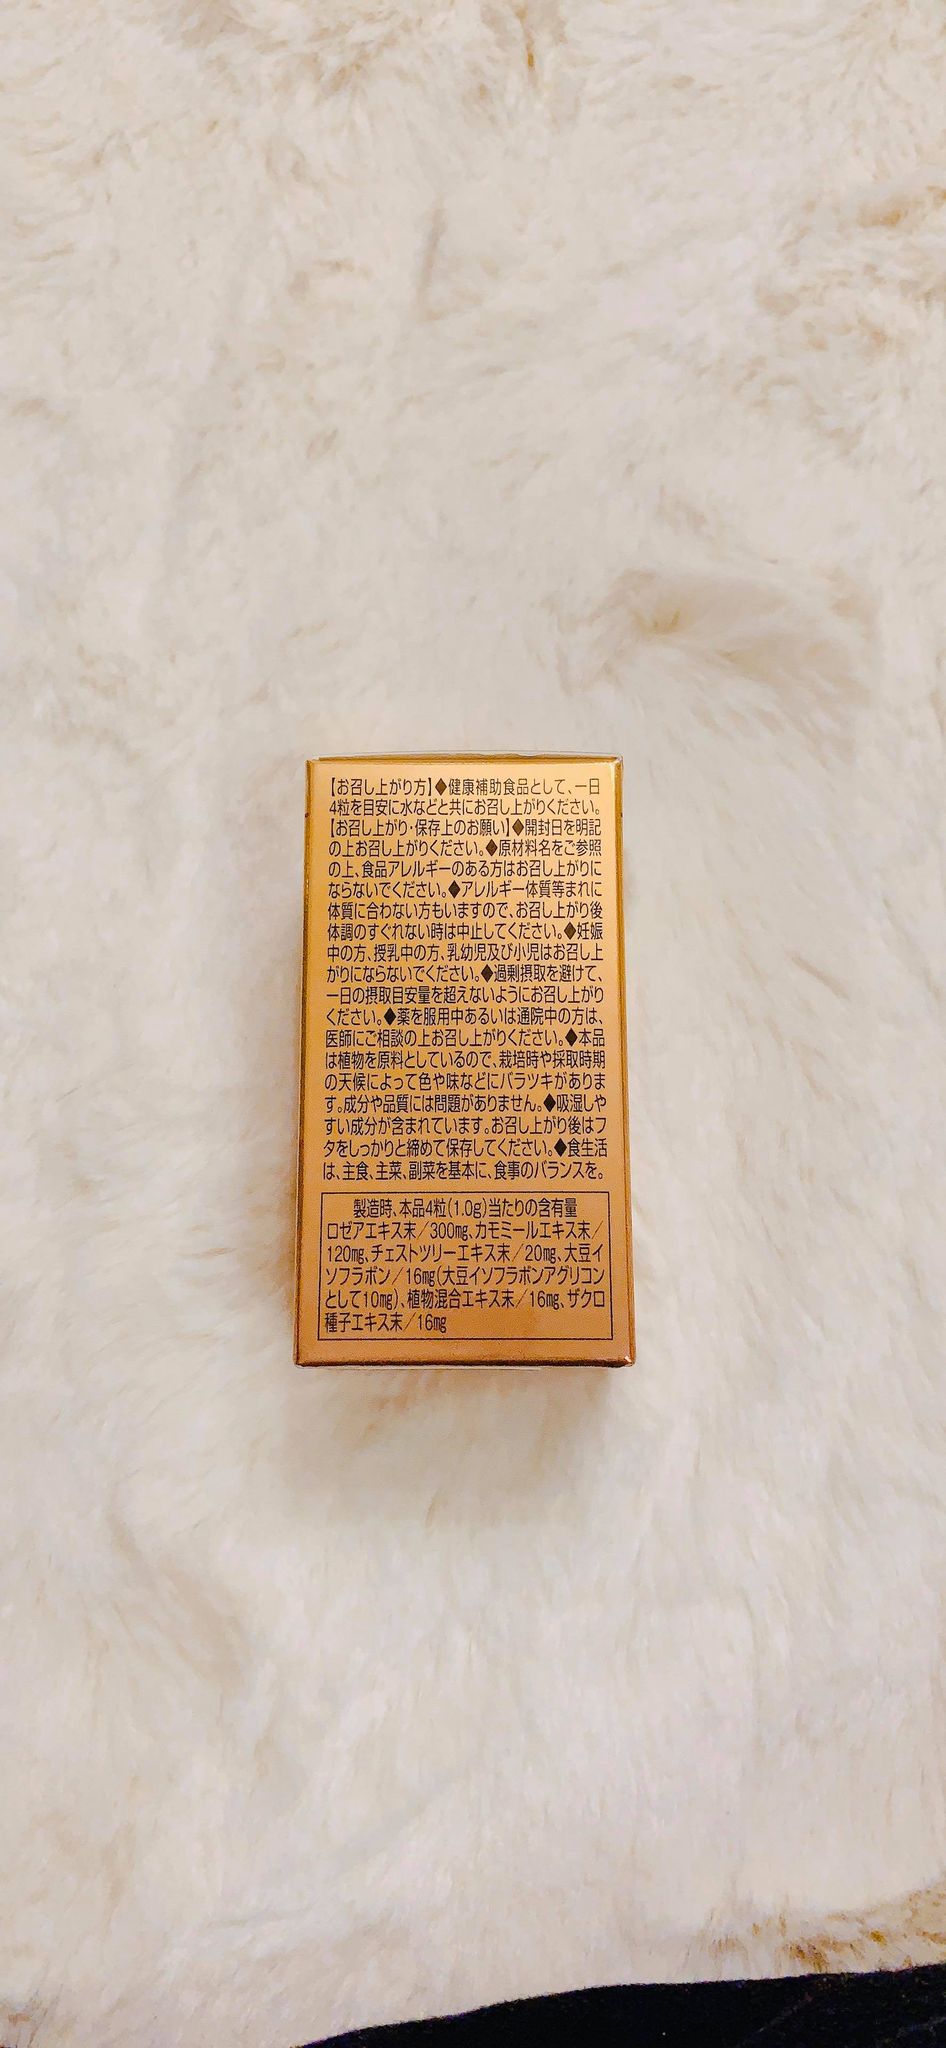 【お召し上がり方】◆健康補助食品として、一日
4粒を目安に水などと共にお召し上がりください。
【お召し上がり・保存上のお願い】◆開封日を明記
の上お召し上がりください。◆原材料名をご参照
の上、食品アレルギーのある方はお召し上がりに
ならないでください。◆アレルギー体質等まれに
体質に合わない方もいますので、お召し上がり後
体調のすぐれない時は中止してください。◆妊娠
中の方、授乳中の方、乳幼児及び小児はお召し上
がりにならないでください。◆過剰摂取を避けて、
一日の摂取目安量を超えないようにお召し上がり
ください。◆薬を服用中あるいは通院中の方は、
医師にご相談の上お召し上がりください。◆本品
は植物を原料としているので、栽培時や採取時期
の天候によって色や味などにバラツキがありま
す。成分や品質には問題がありません。◆吸湿しや
すい成分が含まれています。お召し上がり後はフ
タをしっかりと締めて保存してください。◆食生活
は、主食、主菜、副菜を基本に、食事のバランスを。
製造時、本品4粒(1.0g)当たりの含有量
ロゼアエキス末/300mg、カモミールエキス末/
120mg、チェストツリーエキス末/20mg、大豆イ
ソフラボン/16mg(大豆イソフラボンアグリコン
として10mg)、植物混合エキス末/16mg、ザクロ
種子エキス末/16mg